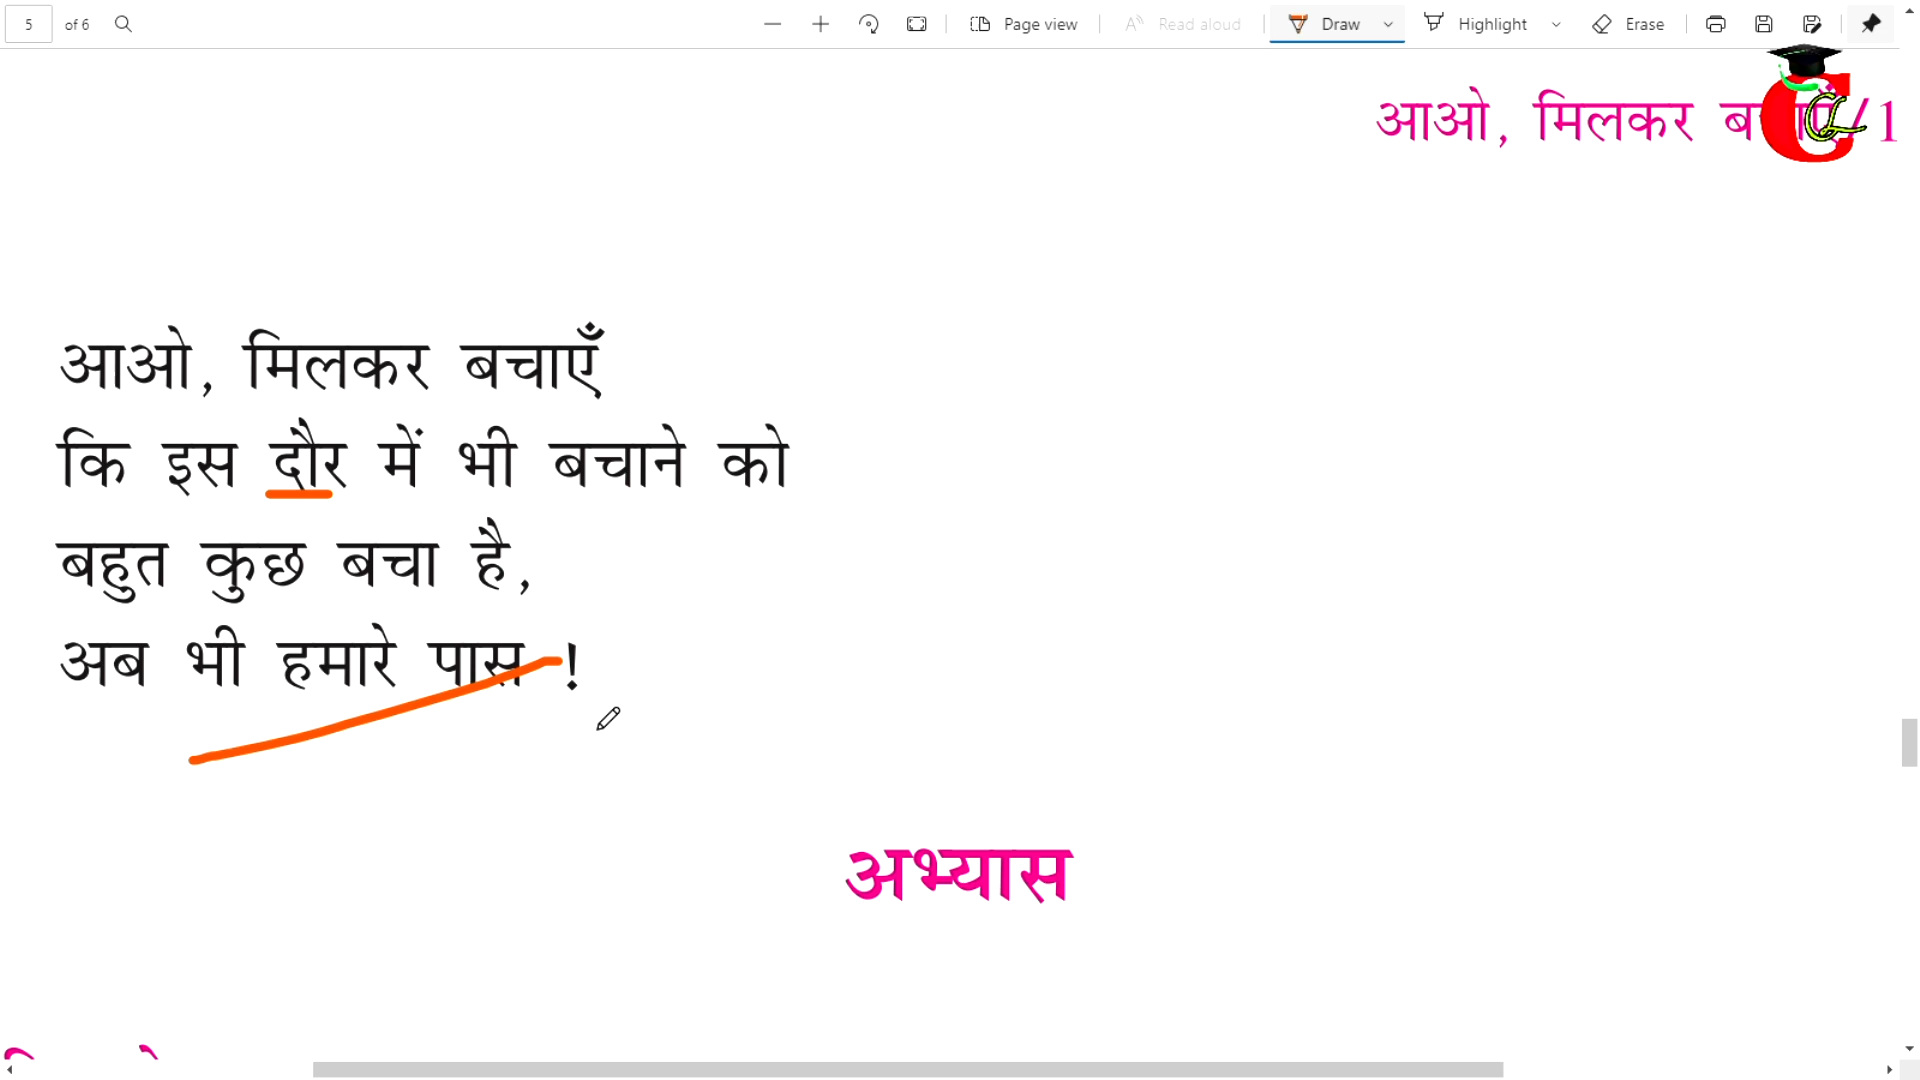 5 of 6 Page view Read aloud Draw Highlight Erase
आओ, मिलकर /1
आओ, मिलकर बचाएँ
कि इस दौर में भी बचाने को
बहुत कुछ बचा है,
अब भी हमारे पास !
अभ्यास